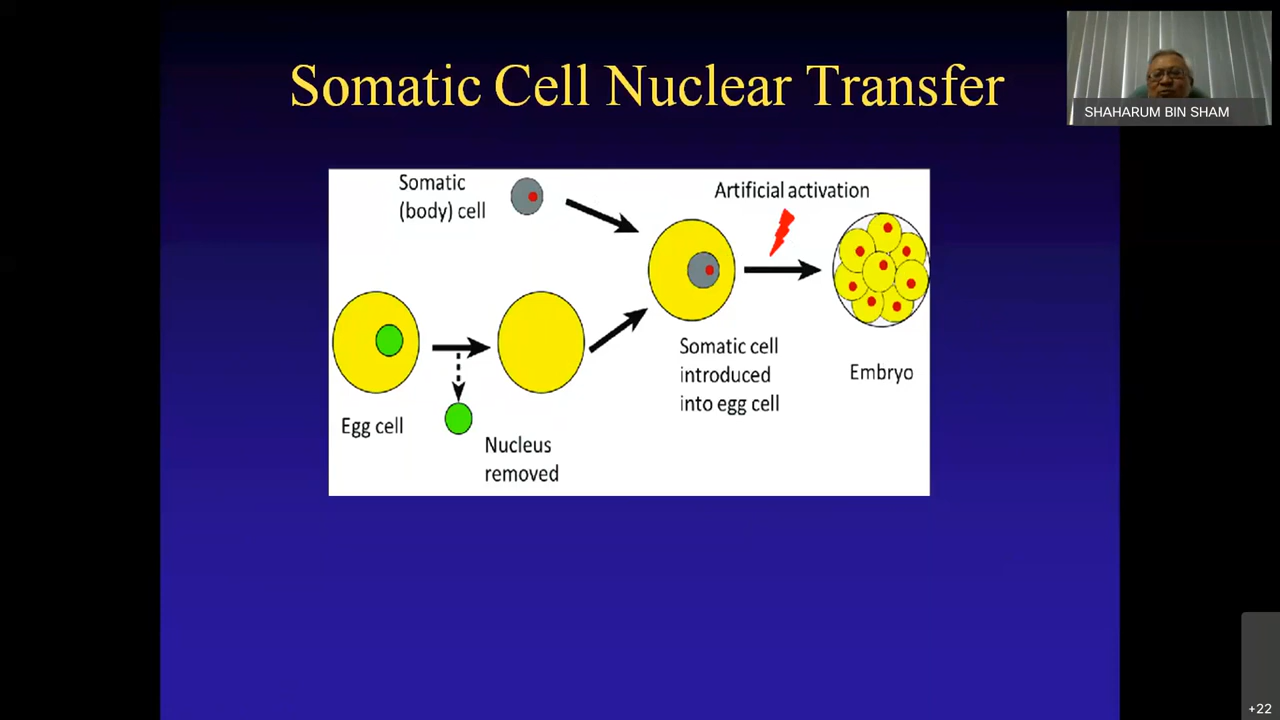 Somatic Cell Nuclear Transfer
SHAHARUM BIN SHAM
Somatic
(body) cell
Artificial activation
Egg cell
Nucleus
removed
Somatic cell
introduced
into egg cell
Embryo
+22